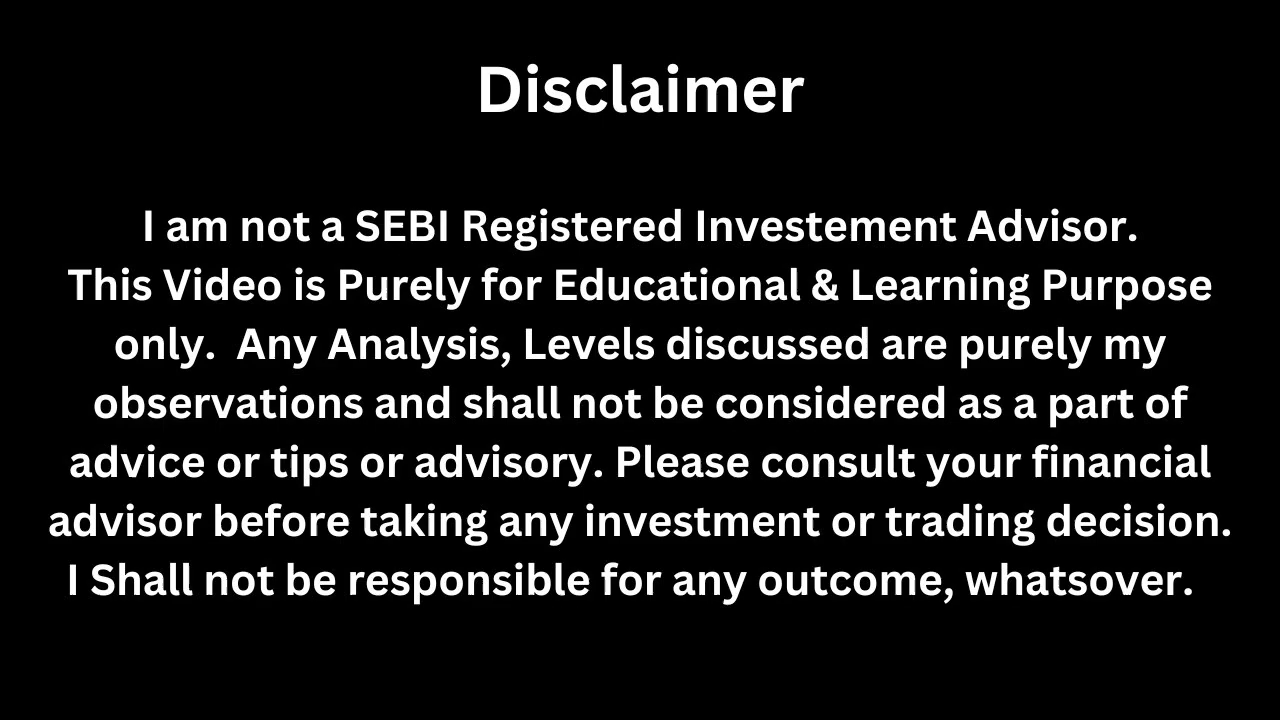 Disclaimer
I am not a SEBI Registered Investement Advisor.
This Video is Purely for Educational & Learning Purpose
only.  Any Analysis, Levels discussed are purely my
observations and shall not be considered as a part of
advice or tips or advisory. Please consult your financial
advisor before taking any investment or trading decision.
I Shall not be responsible for any outcome, whatsover.